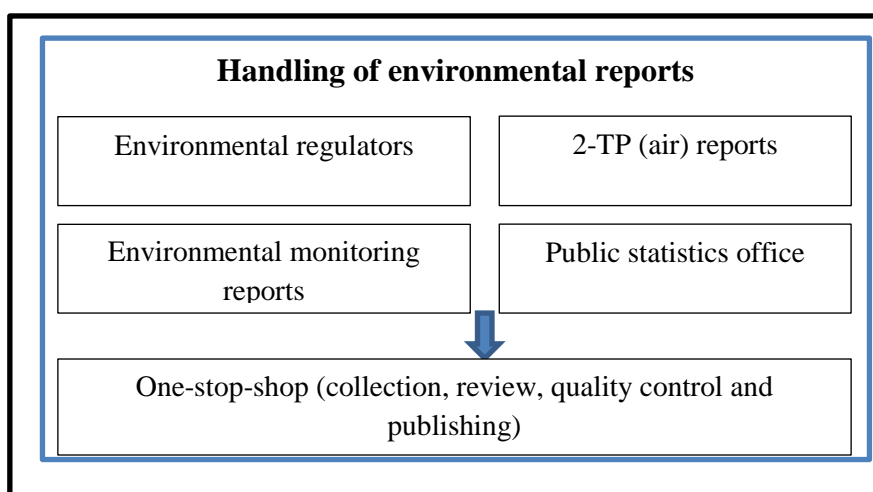 Handling of environmental reports
Environmental regulators
2-TP (air) reports
Environmental monitoring
reports
Public statistics office
One-stop-shop (collection, review, quality control and
publishing)